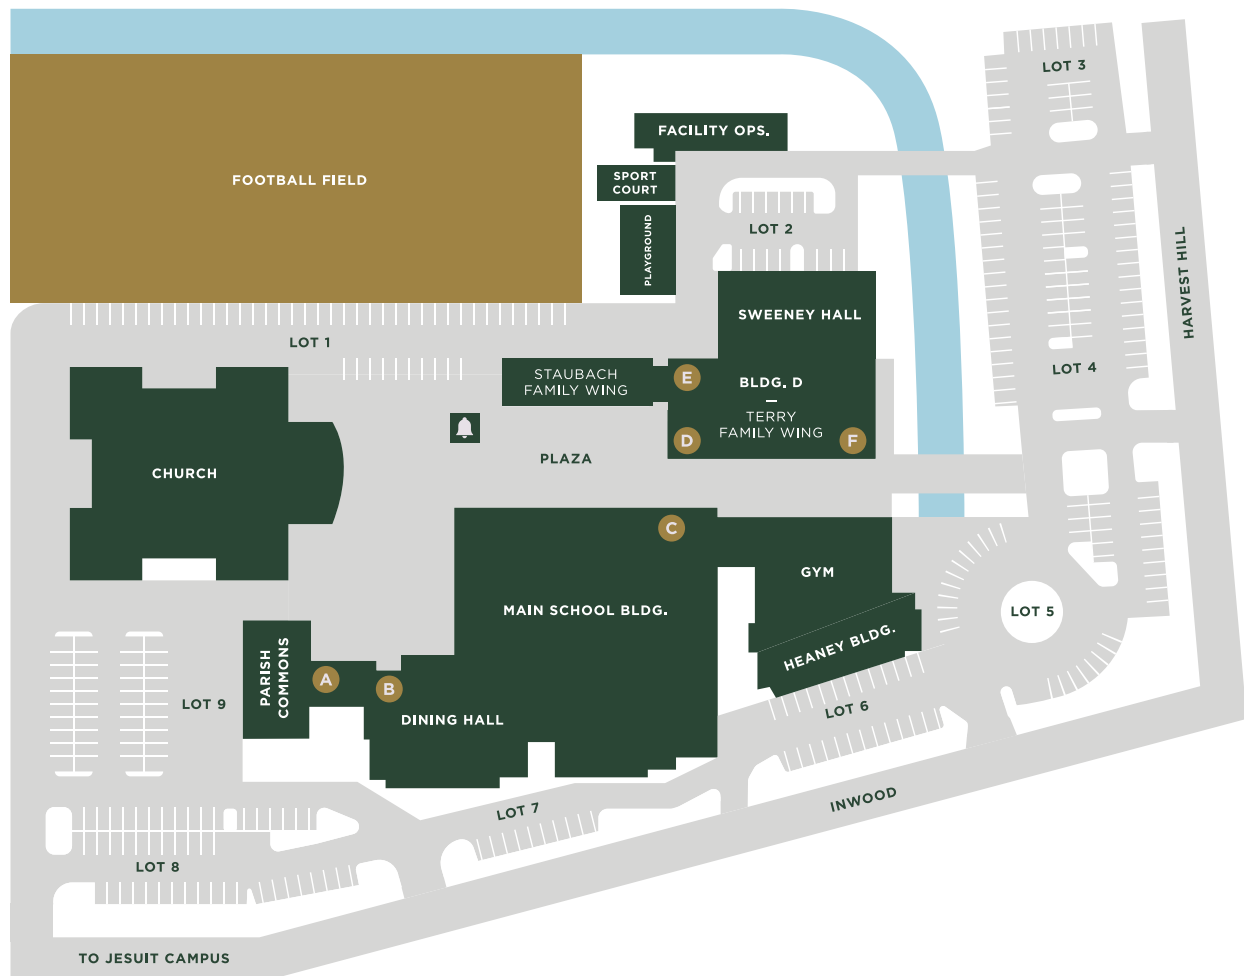 LOT 3
FACILITY OPS.
FOOTBALL FIELD
SPORT
COURT
PLAYGROUND
LOT 2
HARVEST HILL
SWEENEY HALL
LOT 1
LOT 4
STAUBACH
FAMILY WING
E
BLDG. D
—
TERRY
FAMILY WING
D
F
PLAZA
CHURCH
C
GYM
MAIN SCHOOL BLDG.
LOT 5
HEANEY BLDG.
PARISH
COMMONS
A
B
LOT 9
DINING HALL
LOT 6
INWOOD
LOT 7
LOT 8
TO JESUIT CAMPUS